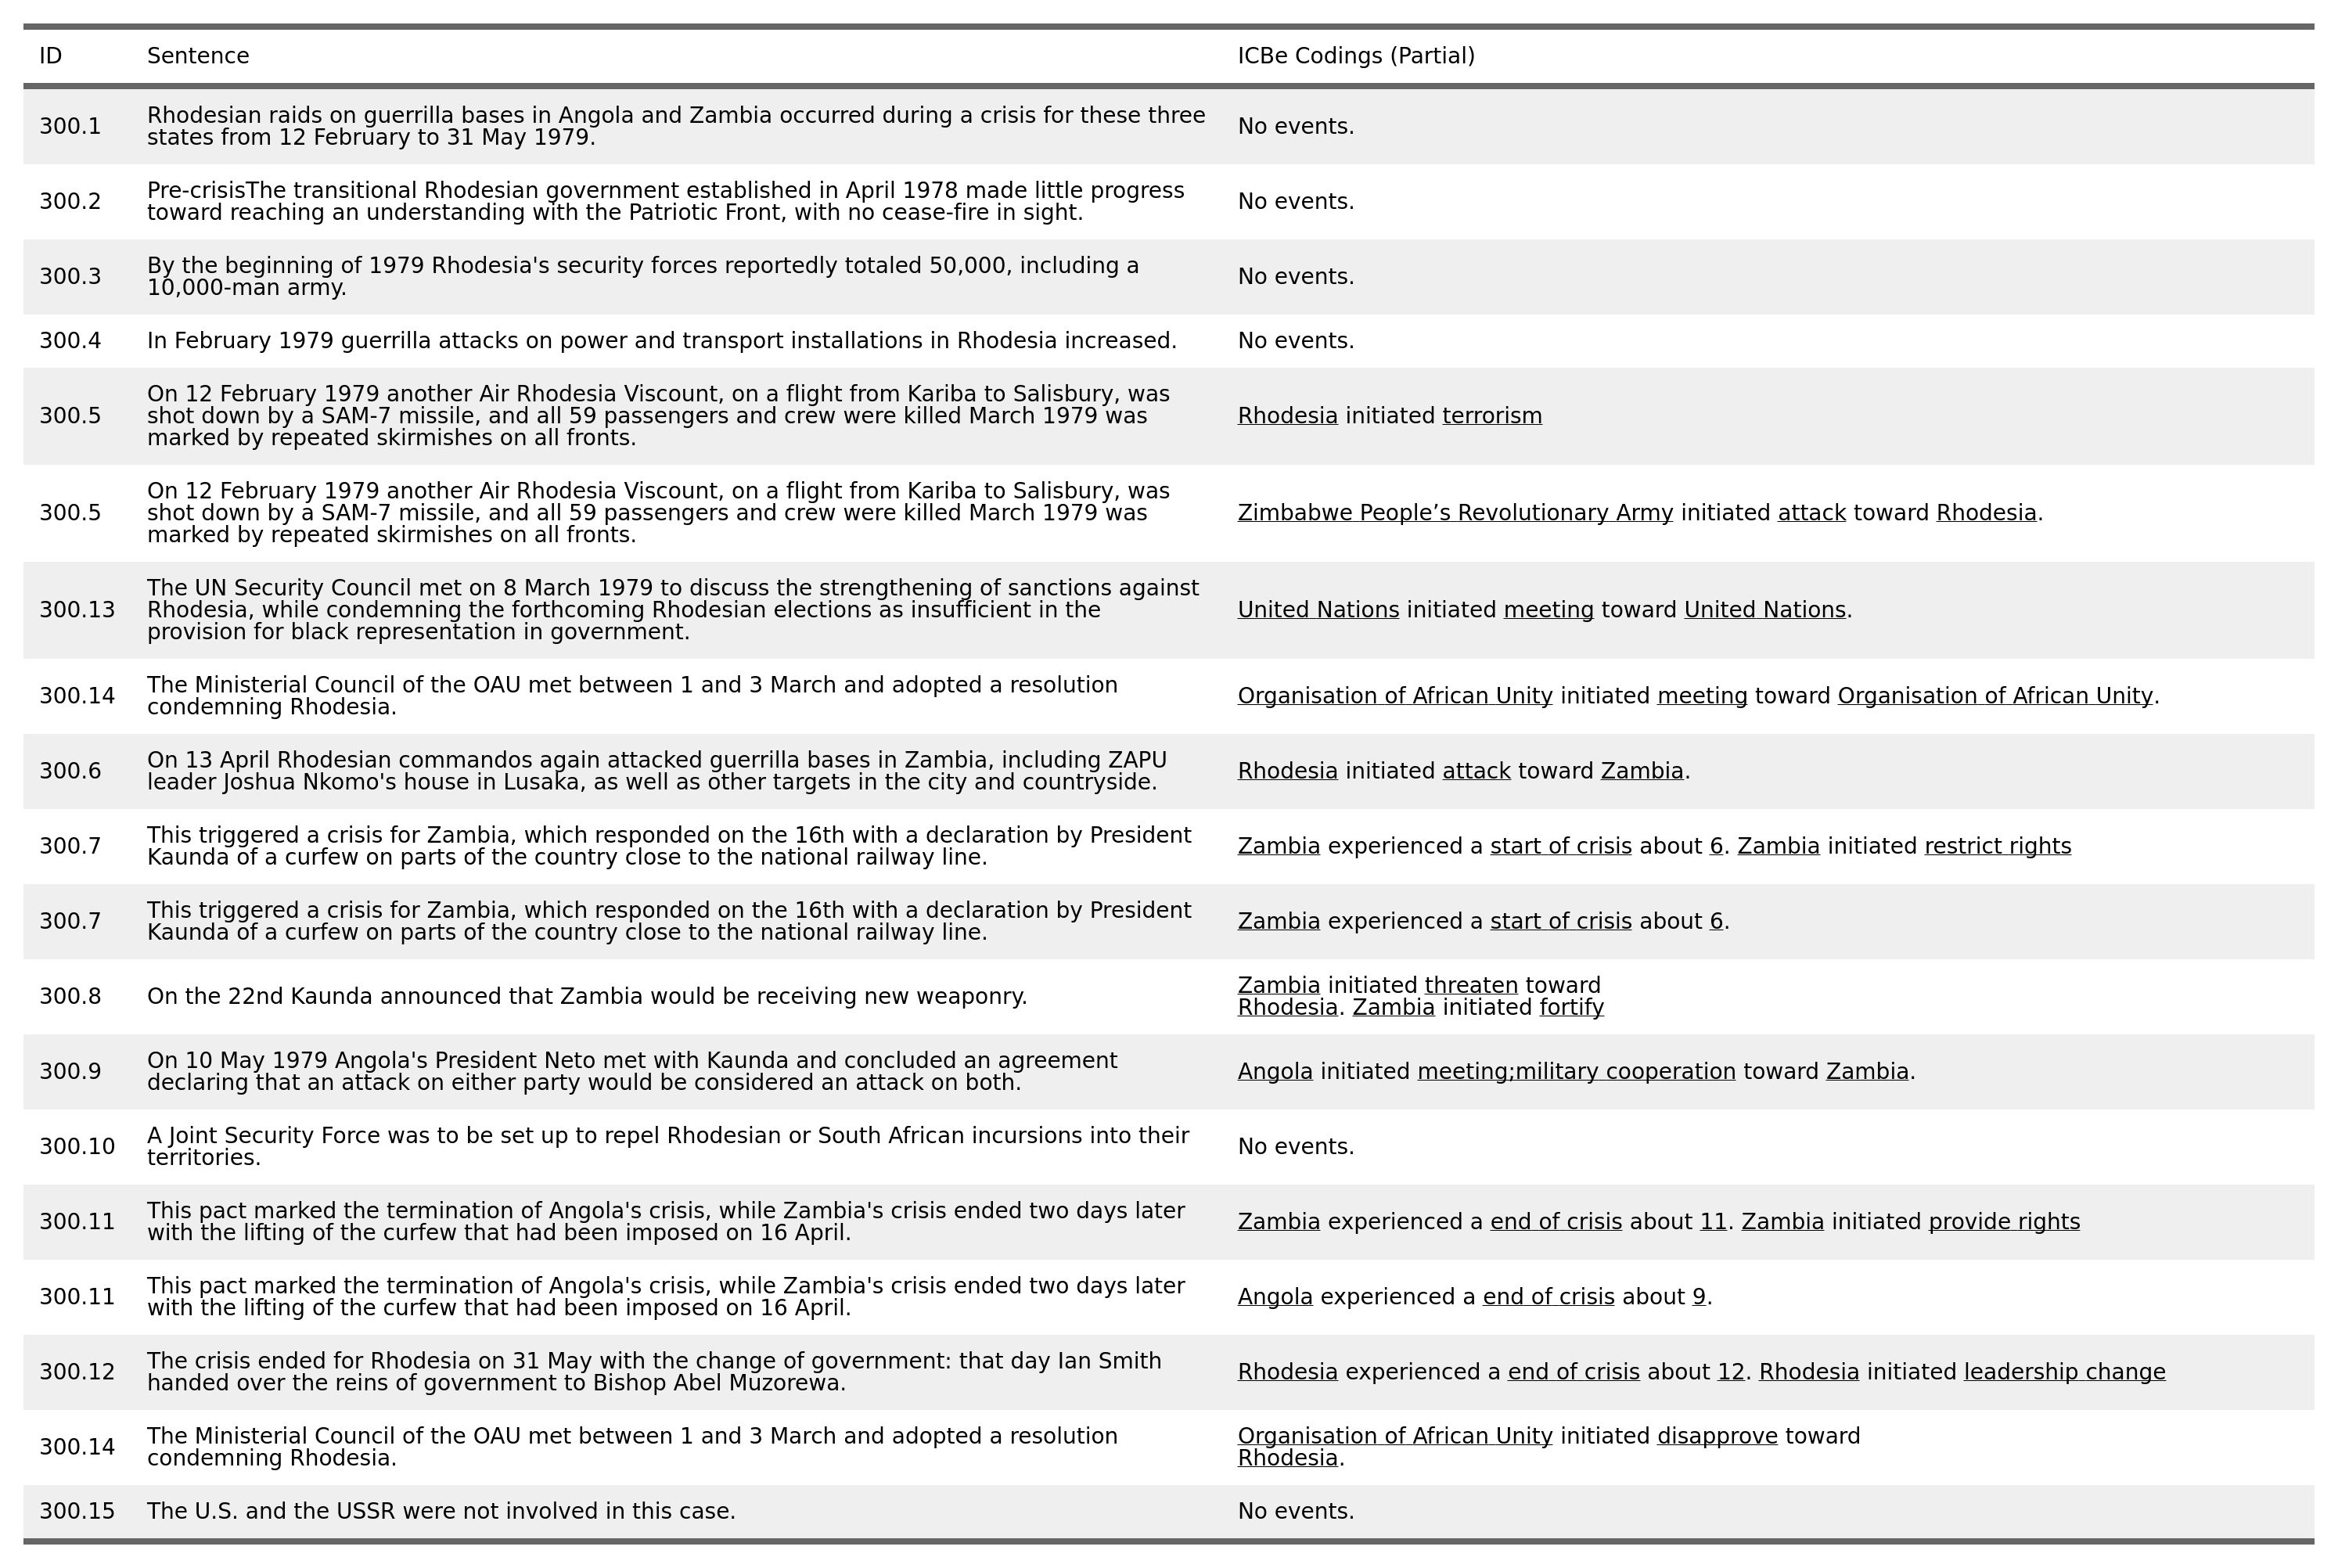 ID Sentence ICBe Codings (Partial)
Rhodesian raids on guerrilla bases in Angola and Zambia occurred during a crisis for these three
300.1 No events.
states from 12 February to 31 May 1979.
Pre-crisisThe transitional Rhodesian government established in April 1978 made little progress
300.2 No events.
toward reaching an understanding with the Patriotic Front, with no cease-fire in sight.
By the beginning of 1979 Rhodesia's security forces reportedly totaled 50,000, including a
300.3 No events.
10,000-man army.
300.4 In February 1979 guerrilla attacks on power and transport installations in Rhodesia increased. No events.
On 12 February 1979 another Air Rhodesia Viscount, on a flight from Kariba to Salisbury, was
300.5 shot down by a SAM-7 missile, and all 59 passengers and crew were killed March 1979 was Rhodesia initiated terrorism
marked by repeated skirmishes on all fronts.
On 12 February 1979 another Air Rhodesia Viscount, on a flight from Kariba to Salisbury, was
300.5 shot down by a SAM-7 missile, and all 59 passengers and crew were killed March 1979 was Zimbabwe People’s Revolutionary Army initiated attack toward Rhodesia.
marked by repeated skirmishes on all fronts.
The UN Security Council met on 8 March 1979 to discuss the strengthening of sanctions against
300.13 Rhodesia, while condemning the forthcoming Rhodesian elections as insufficient in the United Nations initiated meeting toward United Nations.
provision for black representation in government.
The Ministerial Council of the OAU met between 1 and 3 March and adopted a resolution
300.14 Organisation of African Unity initiated meeting toward Organisation of African Unity.
condemning Rhodesia.
On 13 April Rhodesian commandos again attacked guerrilla bases in Zambia, including ZAPU
300.6 Rhodesia initiated attack toward Zambia.
leader Joshua Nkomo's house in Lusaka, as well as other targets in the city and countryside.
This triggered a crisis for Zambia, which responded on the 16th with a declaration by President
300.7 Zambia experienced a start of crisis about 6. Zambia initiated restrict rights
Kaunda of a curfew on parts of the country close to the national railway line.
This triggered a crisis for Zambia, which responded on the 16th with a declaration by President
300.7 Zambia experienced a start of crisis about 6.
Kaunda of a curfew on parts of the country close to the national railway line.
Zambia initiated threaten toward
300.8 On the 22nd Kaunda announced that Zambia would be receiving new weaponry.
Rhodesia. Zambia initiated fortify
On 10 May 1979 Angola's President Neto met with Kaunda and concluded an agreement
300.9 Angola initiated meeting;military cooperation toward Zambia.
declaring that an attack on either party would be considered an attack on both.
A Joint Security Force was to be set up to repel Rhodesian or South African incursions into their
300.10 No events.
territories.
This pact marked the termination of Angola's crisis, while Zambia's crisis ended two days later
300.11 Zambia experienced a end of crisis about 11. Zambia initiated provide rights
with the lifting of the curfew that had been imposed on 16 April.
This pact marked the termination of Angola's crisis, while Zambia's crisis ended two days later
300.11 Angola experienced a end of crisis about 9.
with the lifting of the curfew that had been imposed on 16 April.
The crisis ended for Rhodesia on 31 May with the change of government: that day Ian Smith
300.12 Rhodesia experienced a end of crisis about 12. Rhodesia initiated leadership change
handed over the reins of government to Bishop Abel Muzorewa.
The Ministerial Council of the OAU met between 1 and 3 March and adopted a resolution Organisation of African Unity initiated disapprove toward
300.14
condemning Rhodesia. Rhodesia.
300.15 The U.S. and the USSR were not involved in this case. No events.